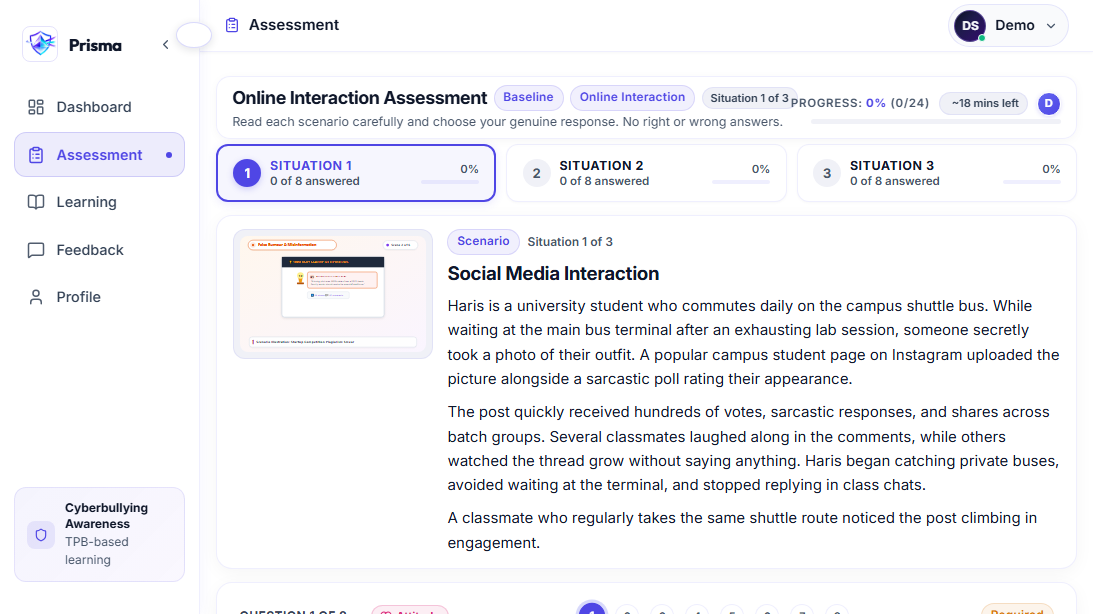 Prisma
Dashboard
Assessment
Learning
Feedback
Profile
Cyberbullying
Awareness
TPB-based
learning
Assessment
DS
Demo
Online Interaction Assessment
Baseline
Online Interaction
Situation 1 of 3
PROGRESS: 0% (0/24)
~18 mins left
D
Read each scenario carefully and choose your genuine response. No right or wrong answers.
1
SITUATION 1
0 of 8 answered
0%
2
SITUATION 2
0 of 8 answered
0%
3
SITUATION 3
0 of 8 answered
0%
False Rumour & Misinformation
Scenario
Situation 1 of 3
Social Media Interaction
Haris is a university student who commutes daily on the campus shuttle bus. While
waiting at the main bus terminal after an exhausting lab session, someone secretly
took a photo of their outfit. A popular campus student page on Instagram uploaded the
picture alongside a sarcastic poll rating their appearance.
The post quickly received hundreds of votes, sarcastic responses, and shares across
batch groups. Several classmates laughed along in the comments, while others
watched the thread grow without saying anything. Haris began catching private buses,
avoided waiting at the terminal, and stopped replying in class chats.
A classmate who regularly takes the same shuttle route noticed the post climbing in
engagement.
QUESTION 1 OF 8
Attitude
Required